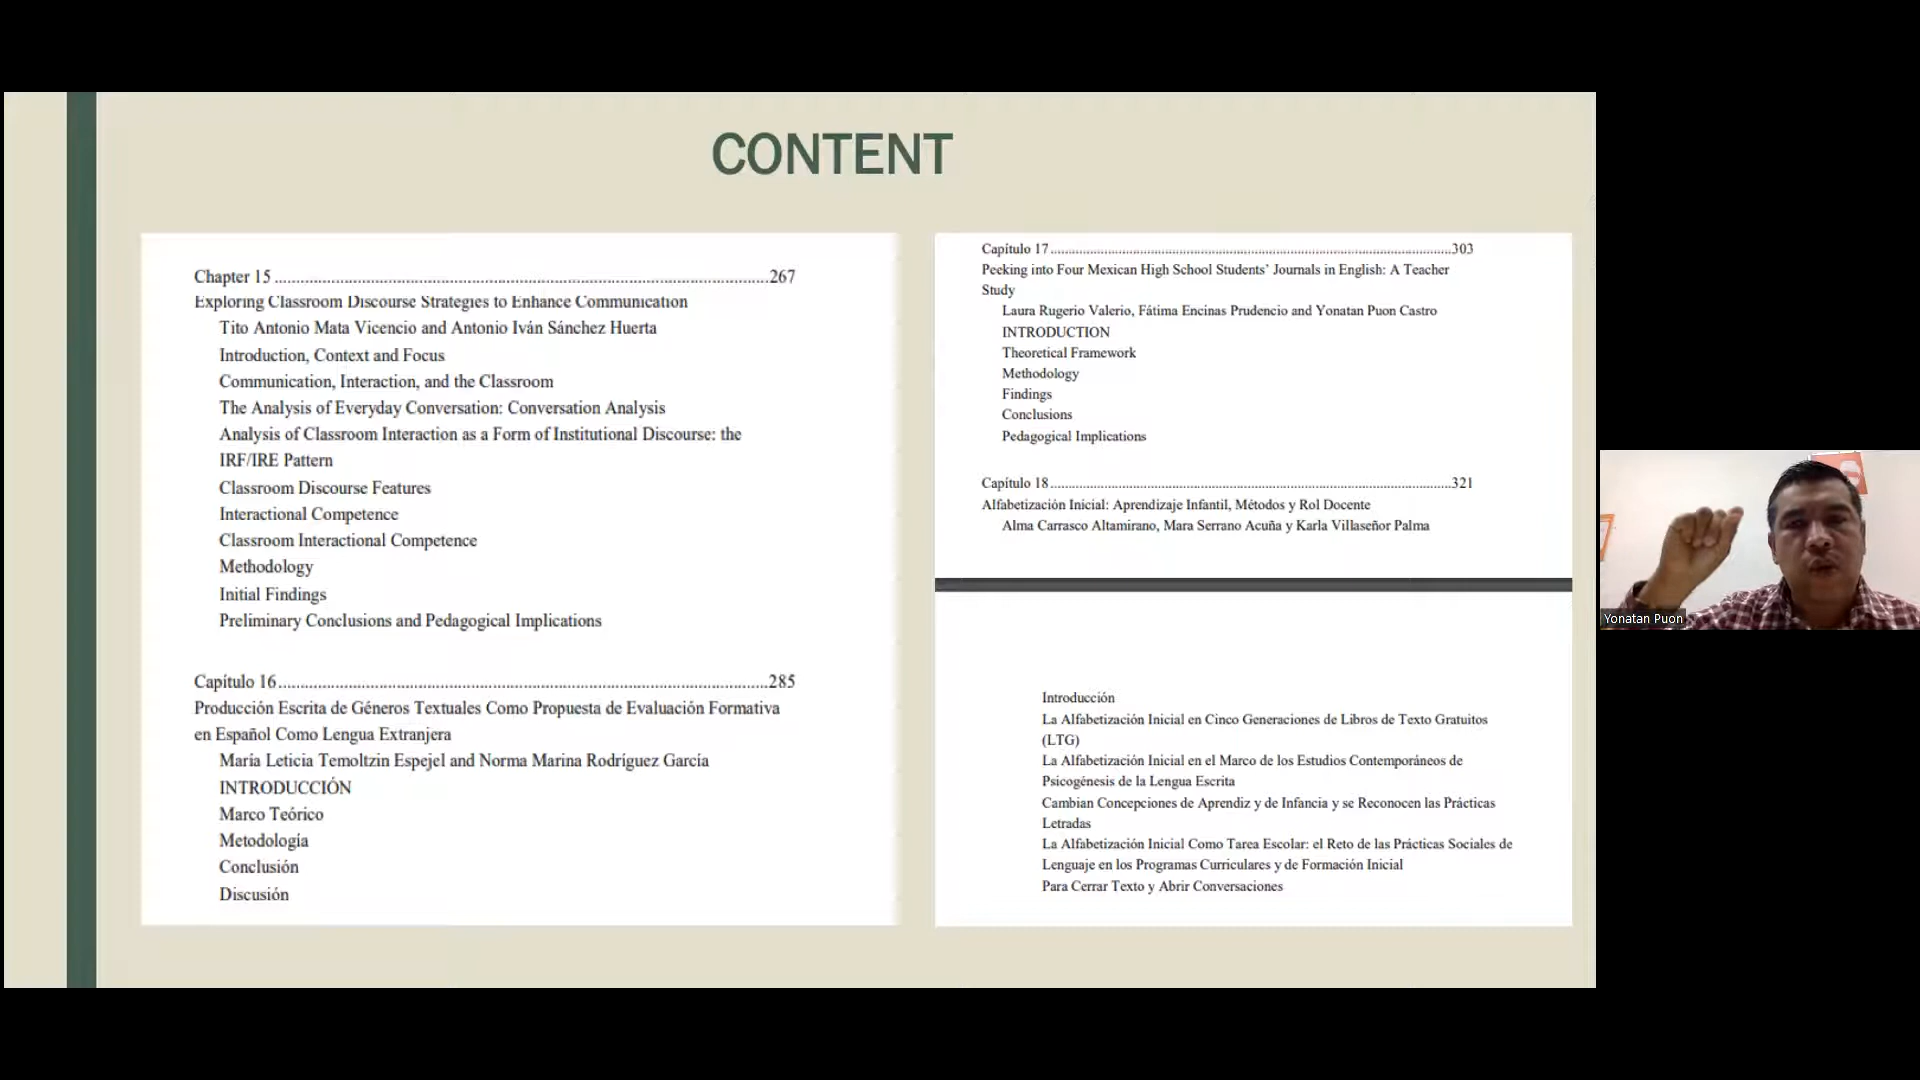 CONTENT
Chapter 15 ........................................................................................................267
Exploring Classroom Discourse Strategies to Enhance Communication
Tito Antonio Mata Vicencio and Antonio Iván Sánchez Huerta
Introduction, Context and Focus
Communication, Interaction, and the Classroom
The Analysis of Everyday Conversation: Conversation Analysis
Analysis of Classroom Interaction as a Form of Institutional Discourse: the
IRF/IRE Pattern
Classroom Discourse Features
Interactional Competence
Classroom Interactional Competence
Methodology
Initial Findings
Preliminary Conclusions and Pedagogical Implications
Capítulo 16........................................................................................................285
Producción Escrita de Géneros Textuales Como Propuesta de Evaluación Formativa
en Español Como Lengua Extranjera
María Leticia Temoltzin Espejel and Norma Marina Rodríguez García
INTRODUCCIÓN
Marco Teórico
Metodología
Conclusión
Discusión
Capítulo 17........................................................................................................303
Peeking into Four Mexican High School Students’ Journals in English: A Teacher
Study
Laura Rugerio Valerio, Fátima Encinas Prudencio and Yonatan Puon Castro
INTRODUCTION
Theoretical Framework
Methodology
Findings
Conclusions
Pedagogical Implications
Capítulo 18........................................................................................................321
Alfabetización Inicial: Aprendizaje Infantil, Métodos y Rol Docente
Alma Carrasco Altamirano, Mara Serrano Acuña y Karla Villaseñor Palma
Introducción
La Alfabetización Inicial en Cinco Generaciones de Libros de Texto Gratuitos
(LTG)
La Alfabetización Inicial en el Marco de los Estudios Contemporáneos de
Psicogénesis de la Lengua Escrita
Cambian Concepciones de Aprendiz y de Infancia y se Reconocen las Prácticas
Letradas
La Alfabetización Inicial Como Tarea Escolar: el Reto de las Prácticas Sociales de
Lenguaje en los Programas Curriculares y de Formación Inicial
Para Cerrar Texto y Abrir Conversaciones
Yonatan Puon